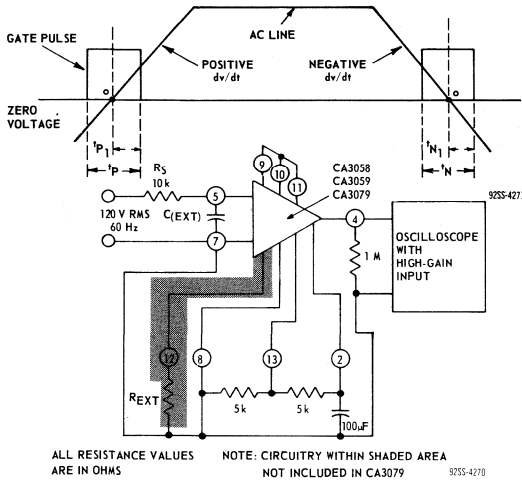 AC LINE
GATE PULSE
POSITIVE
dv/dt
NEGATIVE
dv/dt
o
o
ZERO
VOLTAGE
tP1
tP
tN1
tN
RS
10k
9
10
11
CA3058
CA3059
CA3079
92SS-427
5
120 V RMS
60 Hz
C(EXT)
7
4
1 M
OSCILLOSCOPE
WITH
HIGH-GAIN
INPUT
12
8
13
2
REXT
5k
5k
100μF
ALL RESISTANCE VALUES
ARE IN OHMS
NOTE: CIRCUITRY WITHIN SHADED AREA
NOT INCLUDED IN CA3079
92SS-4270